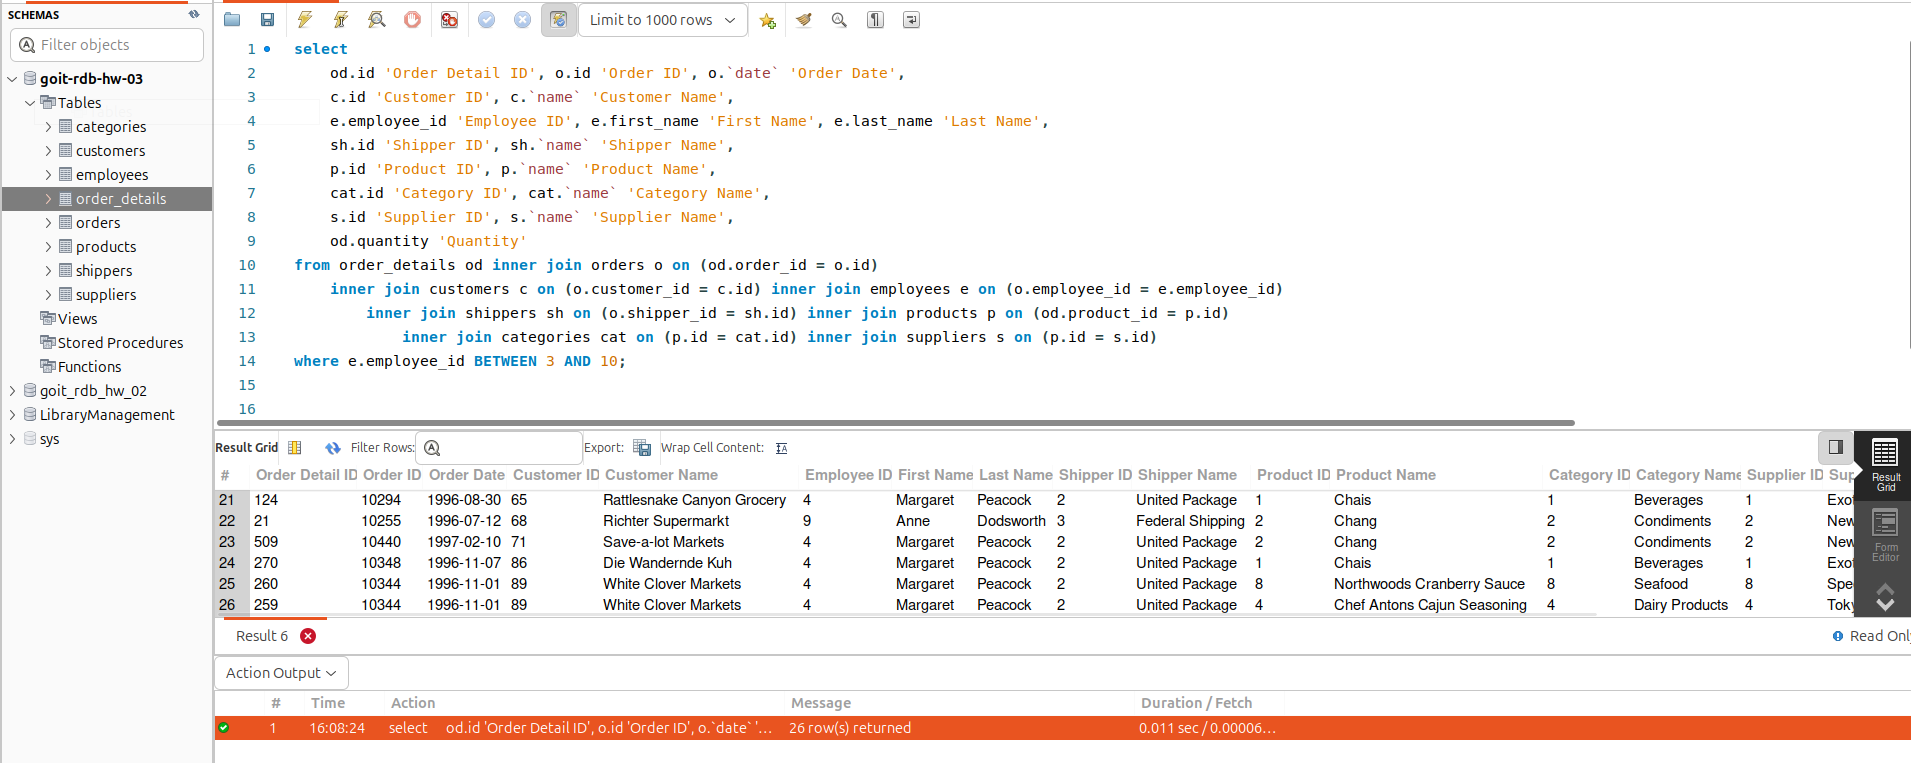 SCHEMAS
Filter objects
goit-rdb-hw-03
Tables
categories
customers
employees
order_details
orders
products
shippers
suppliers
Views
Stored Procedures
Functions
goit_rdb_hw_02
LibraryManagement
sys
Limit to 1000 rows
1 select
2 od.id 'Order Detail ID', o.id 'Order ID', o.`date` 'Order Date',
3 c.id 'Customer ID', c.`name` 'Customer Name',
4 e.employee_id 'Employee ID', e.first_name 'First Name', e.last_name 'Last Name',
5 sh.id 'Shipper ID', sh.`name` 'Shipper Name',
6 p.id 'Product ID', p.`name` 'Product Name',
7 cat.id 'Category ID', cat.`name` 'Category Name',
8 s.id 'Supplier ID', s.`name` 'Supplier Name',
9 od.quantity 'Quantity'
10 from order_details od inner join orders o on (od.order_id = o.id)
11 inner join customers c on (o.customer_id = c.id) inner join employees e on (o.employee_id = e.employee_id)
12 inner join shippers sh on (o.shipper_id = sh.id) inner join products p on (od.product_id = p.id)
13 inner join categories cat on (p.id = cat.id) inner join suppliers s on (p.id = s.id)
14 where e.employee_id BETWEEN 3 AND 10;
15
16
Result Grid Filter Rows: Export: Wrap Cell Content:
# Order Detail ID Order ID Order Date Customer ID Customer Name Employee ID First Name Last Name Shipper ID Shipper Name Product ID Product Name Category ID Category Name Supplier ID Sup
21 124 10294 1996-08-30 65 Rattlesnake Canyon Grocery 4 Margaret Peacock 2 United Package 1 Chais 1 Beverages 1 Exot
22 21 10255 1996-07-12 68 Richter Supermarkt 9 Anne Dodsworth 3 Federal Shipping 2 Chang 2 Condiments 2 New
23 509 10440 1997-02-10 71 Save-a-lot Markets 4 Margaret Peacock 2 United Package 2 Chang 2 Condiments 2 New
24 270 10348 1996-11-07 86 Die Wandernde Kuh 4 Margaret Peacock 2 United Package 1 Chais 1 Beverages 1 Exot
25 260 10344 1996-11-01 89 White Clover Markets 4 Margaret Peacock 2 United Package 8 Northwoods Cranberry Sauce 8 Seafood 8 Spe
26 259 10344 1996-11-01 89 White Clover Markets 4 Margaret Peacock 2 United Package 4 Chef Antons Cajun Seasoning 4 Dairy Products 4 Toky
Result
Grid
Form
Editor
Result 6 Read Only
Action Output
# Time Action Message Duration / Fetch
1 16:08:24 select od.id 'Order Detail ID', o.id 'Order ID', o.`date` '... 26 row(s) returned 0.011 sec / 0.00006...